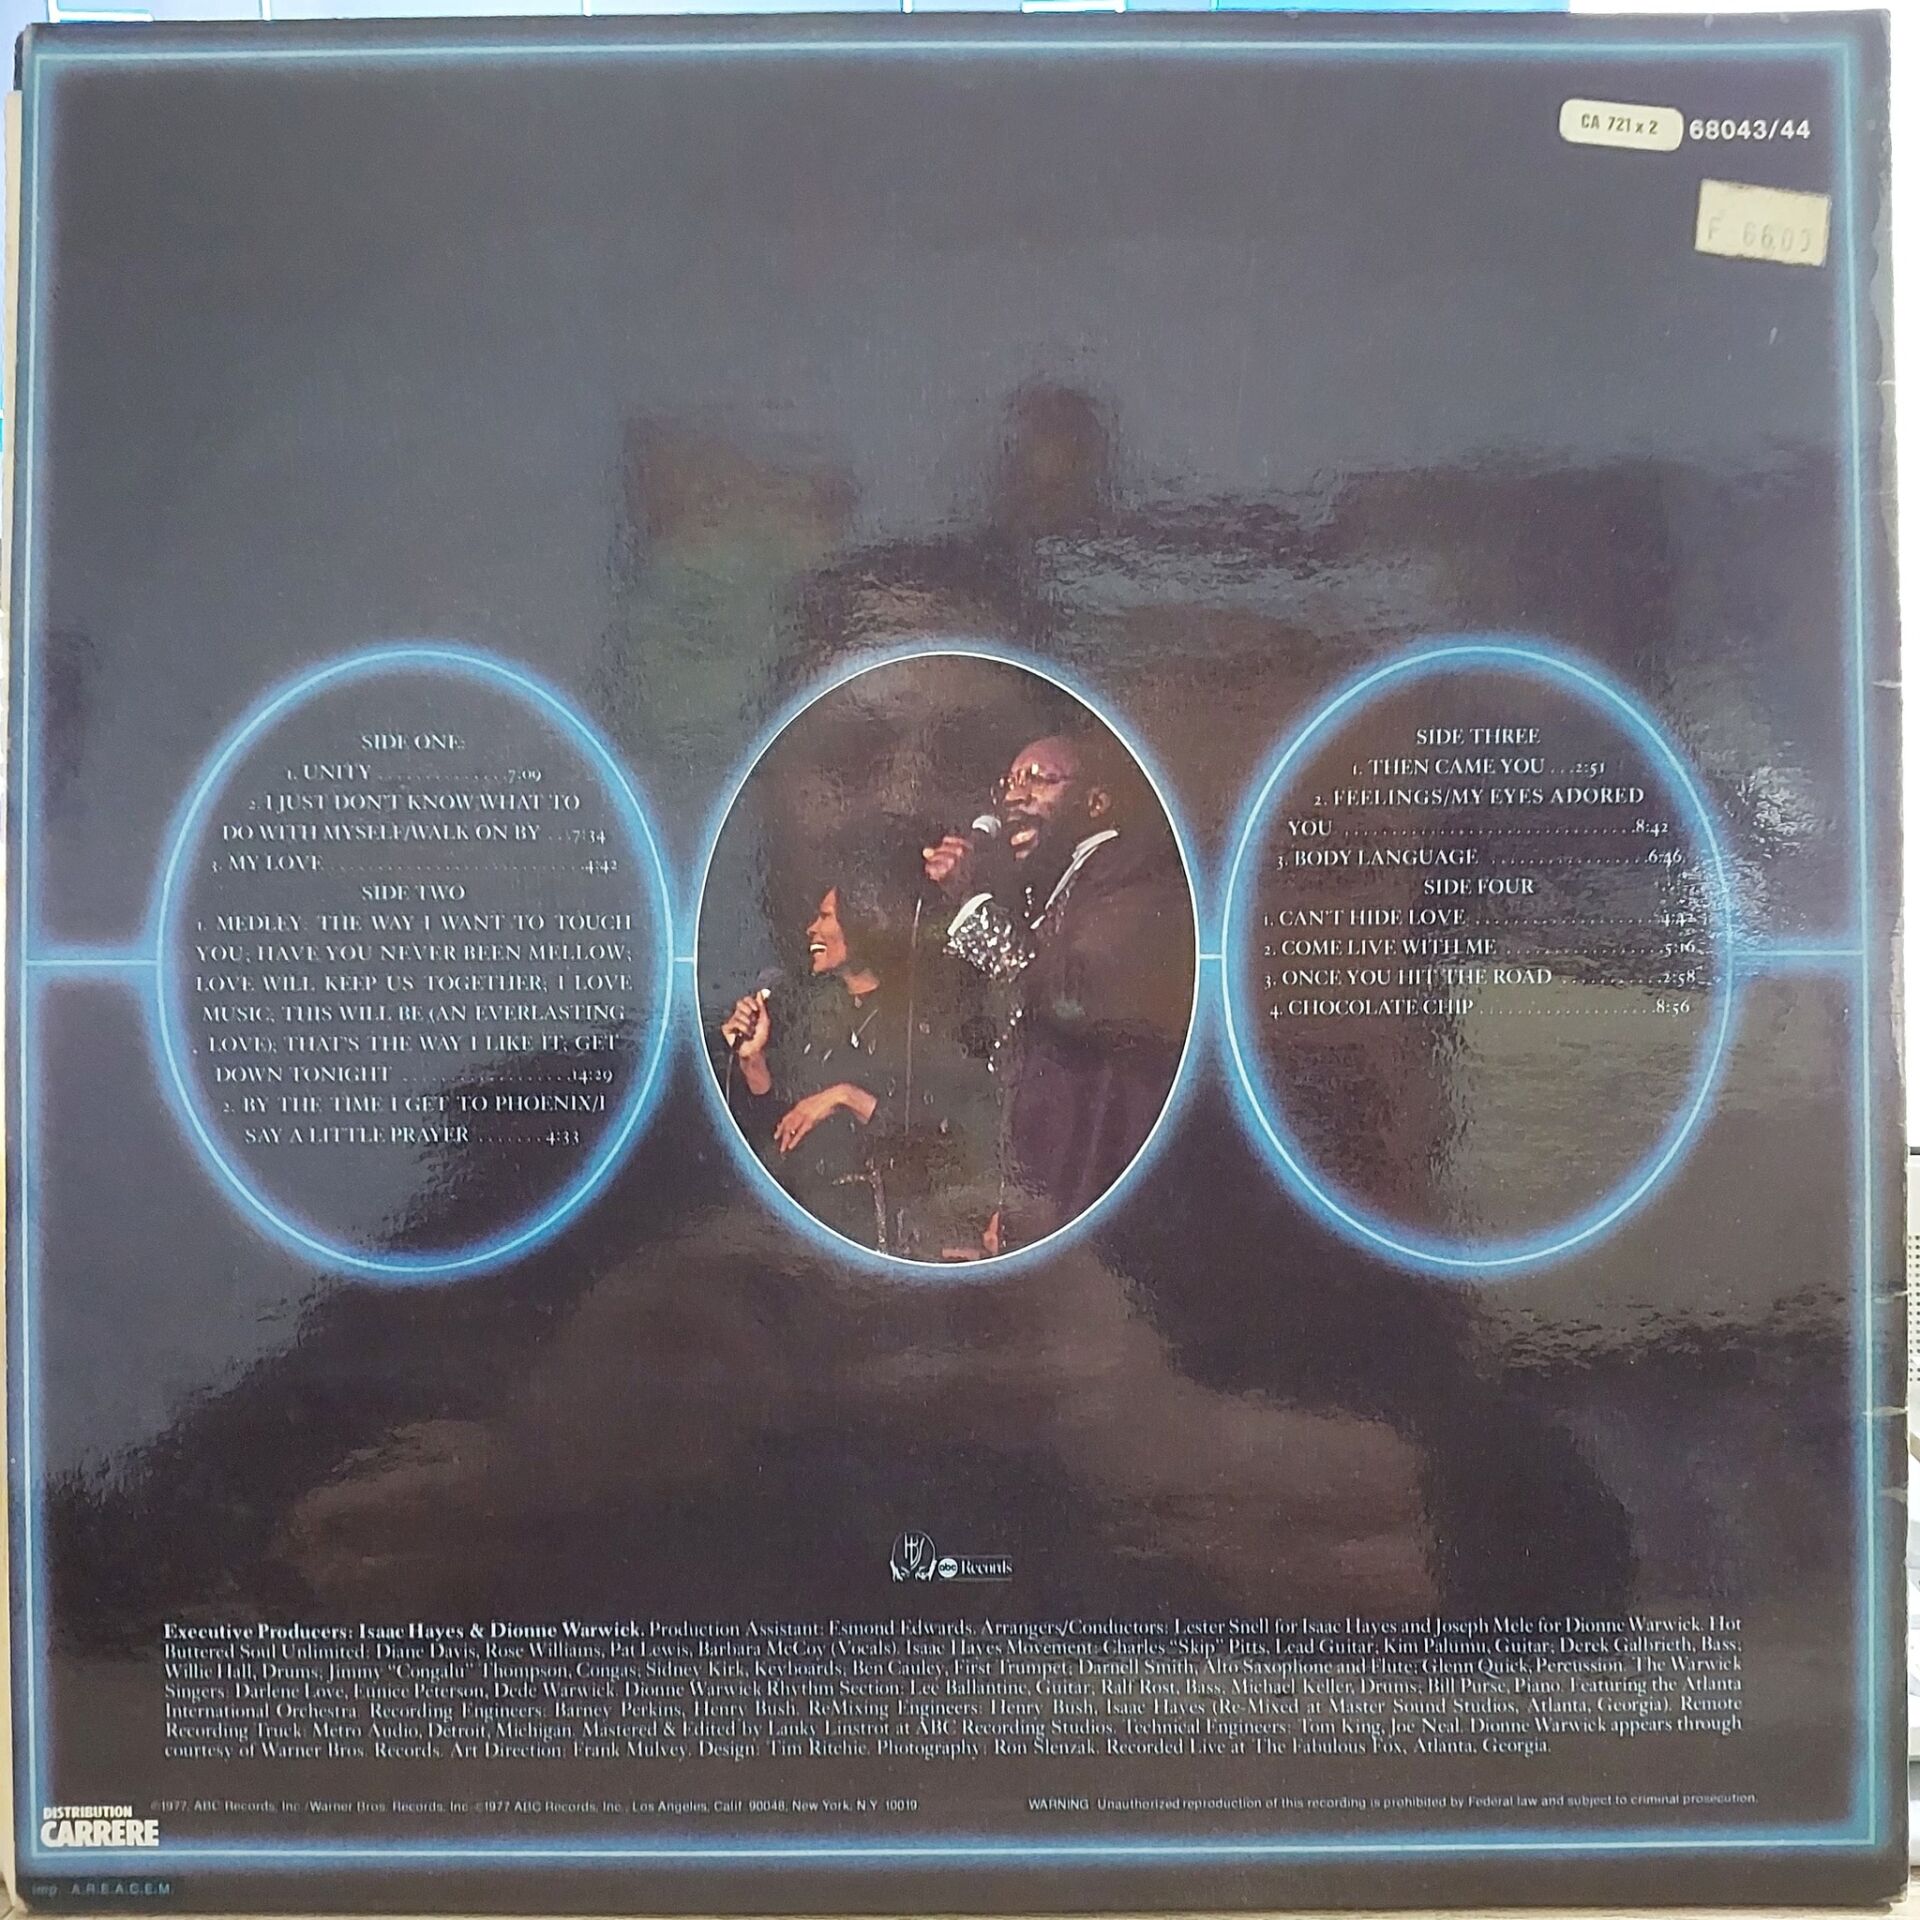 CA 721 x 2
68043/44
F 66.00
SIDE ONE:
1. UNITY..............7:09
2. I JUST DON'T KNOW WHAT TO
DO WITH MYSELF/WALK ON BY ...7:34
3. MY LOVE..........................4:42
SIDE TWO
1. MEDLEY: THE WAY I WANT TO TOUCH
YOU; HAVE YOU NEVER BEEN MELLOW;
LOVE WILL KEEP US TOGETHER; I LOVE
MUSIC; THIS WILL BE (AN EVERLASTING
LOVE); THAT'S THE WAY I LIKE IT; GET
DOWN TONIGHT ..................14:29
2. BY THE TIME I GET TO PHOENIX/I
SAY A LITTLE PRAYER .......4:33
SIDE THREE
1. THEN CAME YOU ...2:51
2. FEELINGS/MY EYES ADORED
YOU ..............................8:42
3. BODY LANGUAGE ................6:46
SIDE FOUR
1. CAN'T HIDE LOVE ...................4:42
2. COME LIVE WITH ME ................5:16
3. ONCE YOU HIT THE ROAD ..........2:58
4. CHOCOLATE CHIP ..................8:56
HBS abc Records
Executive Producers: Isaac Hayes & Dionne Warwick. Production Assistant: Esmond Edwards. Arrangers/Conductors: Lester Snell for Isaac Hayes and Joseph Mele for Dionne Warwick. Hot
Buttered Soul Unlimited: Diane Davis, Rose Williams, Pat Lewis, Barbara McCoy (Vocals). Isaac Hayes Movement: Charles "Skip" Pitts, Lead Guitar; Kim Palumu, Guitar; Derek Galbrieth, Bass;
Willie Hall, Drums; Jimmy "Congalu" Thompson, Congas; Sidney Kirk, Keyboards; Ben Cauley, First Trumpet; Darnell Smith, Alto Saxophone and Flute; Glenn Quick, Percussion. The Warwick
Singers: Darlene Love, Eunice Peterson, Dede Warwick. Dionne Warwick Rhythm Section: Lee Ballantine, Guitar; Ralf Rost, Bass; Michael Keller, Drums; Bill Purse, Piano. Featuring the Atlanta
International Orchestra. Recording Engineers: Barney Perkins, Henry Bush. ReMixing Engineers: Henry Bush, Isaac Hayes (Re-Mixed at Master Sound Studios, Atlanta, Georgia). Remote
Recording Truck: Metro Audio, Detroit, Michigan. Mastered & Edited by Lanky Linstrot at ABC Recording Studios. Technical Engineers: Tom King, Joe Neal. Dionne Warwick appears through
courtesy of Warner Bros. Records. Art Direction: Frank Mulvey. Design: Tim Ritchie. Photography: Ron Slenzak. Recorded Live at The Fabulous Fox, Atlanta, Georgia.
DISTRIBUTION
CARRERE
℗1977, ABC Records, Inc./Warner Bros. Records, Inc. ©1977 ABC Records, Inc., Los Angeles, Calif. 90048, New York, N.Y. 10019.
WARNING: Unauthorized reproduction of this recording is prohibited by Federal law and subject to criminal prosecution.
imp. A.R.E.A.C.E.M